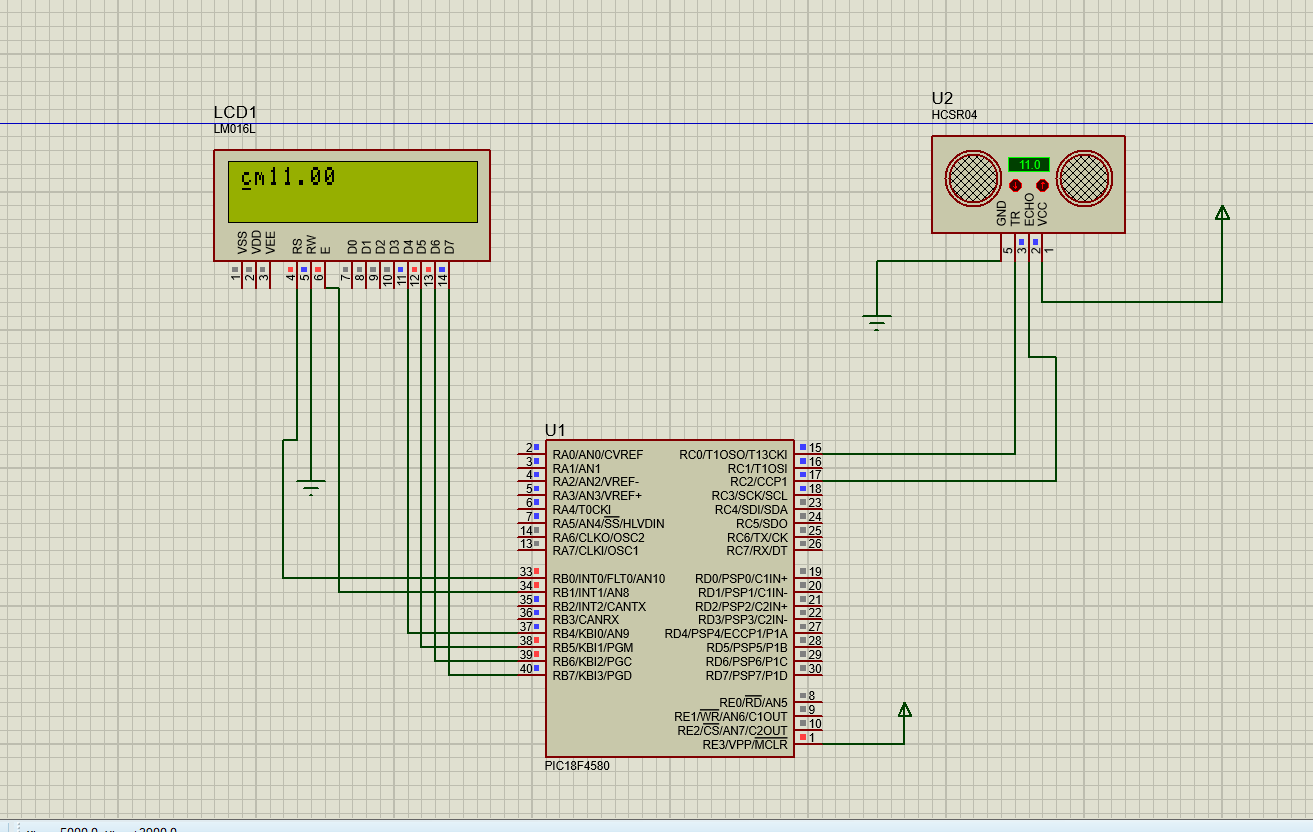 LCD1
LM016L
cm11.00
VSS VDD VEE RS RW E D0 D1 D2 D3 D4 D5 D6 D7
1 2 3 4 5 6 7 8 9 10 11 12 13 14
U2
HCSR04
11.0
GND TR ECHO VCC
5 3 2 1
U1
2 RA0/AN0/CVREF RC0/T1OSO/T13CKI 15
3 RA1/AN1 RC1/T1OSI 16
4 RA2/AN2/VREF- RC2/CCP1 17
5 RA3/AN3/VREF+ RC3/SCK/SCL 18
6 RA4/T0CKI RC4/SDI/SDA 23
7 RA5/AN4/SS/HLVDIN RC5/SDO 24
14 RA6/CLKO/OSC2 RC6/TX/CK 25
13 RA7/CLKI/OSC1 RC7/RX/DT 26
33 RB0/INT0/FLT0/AN10 RD0/PSP0/C1IN+ 19
34 RB1/INT1/AN8 RD1/PSP1/C1IN- 20
35 RB2/INT2/CANTX RD2/PSP2/C2IN+ 21
36 RB3/CANRX RD3/PSP3/C2IN- 22
37 RB4/KBI0/AN9 RD4/PSP4/ECCP1/P1A 27
38 RB5/KBI1/PGM RD5/PSP5/P1B 28
39 RB6/KBI2/PGC RD6/PSP6/P1C 29
40 RB7/KBI3/PGD RD7/PSP7/P1D 30
RE0/RD/AN5 8
RE1/WR/AN6/C1OUT 9
RE2/CS/AN7/C2OUT 10
RE3/VPP/MCLR 1
PIC18F4580